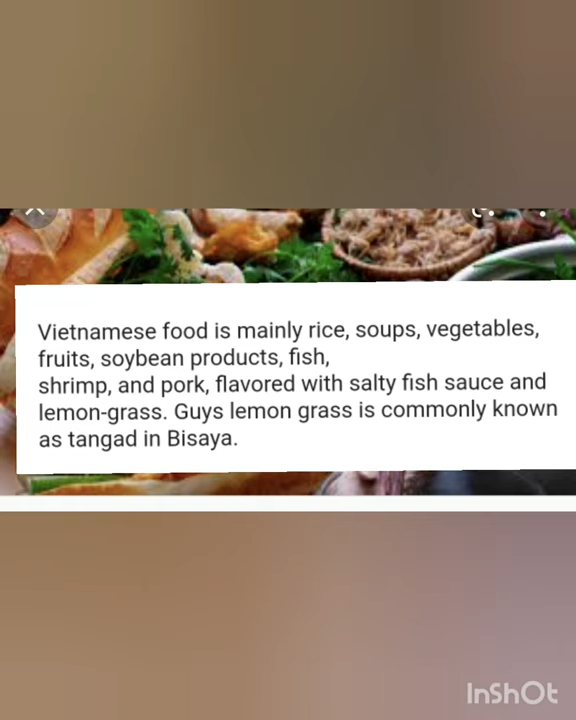 Vietnamese food is mainly rice, soups, vegetables,
fruits, soybean products, fish,
shrimp, and pork, flavored with salty fish sauce and
lemon-grass. Guys lemon grass is commonly known
as tangad in Bisaya.
InShOt